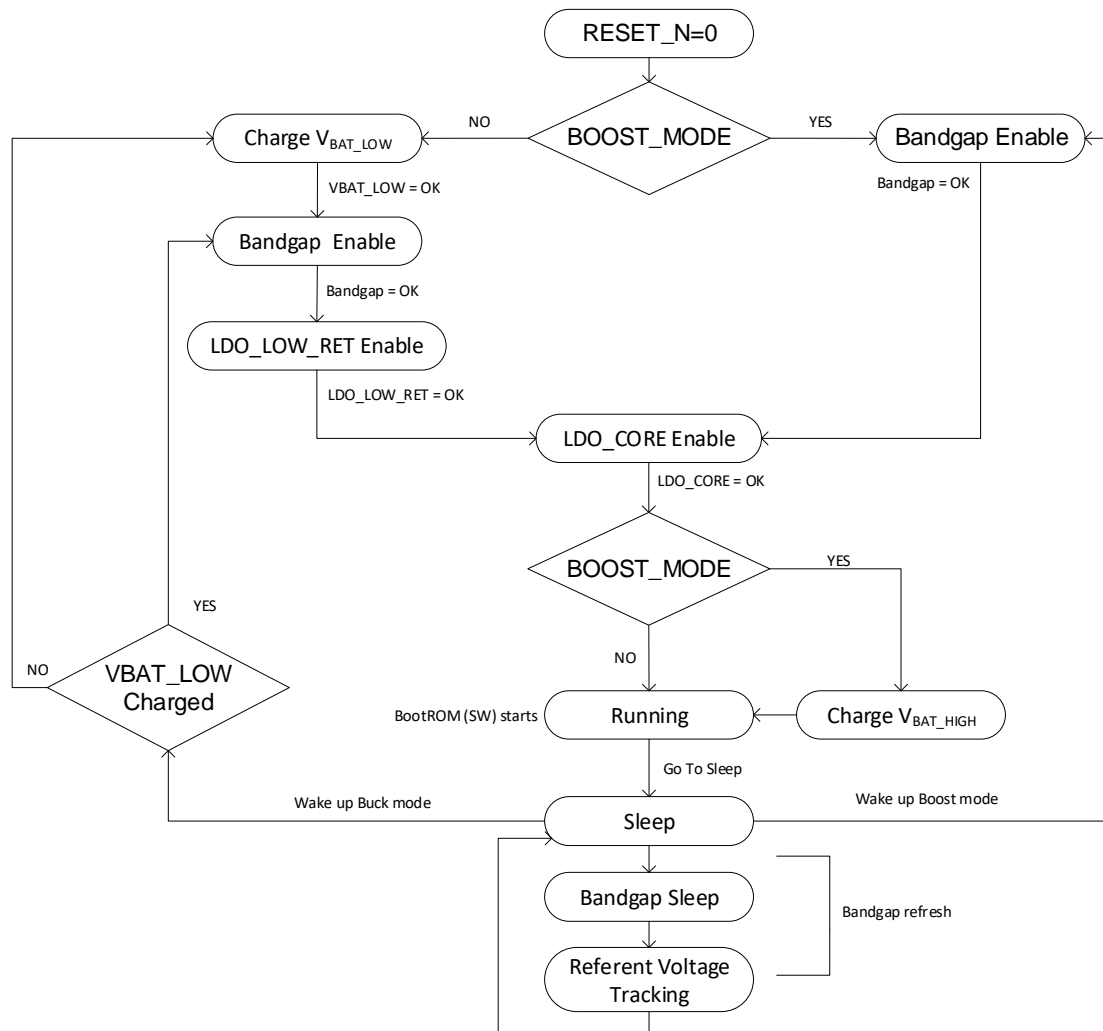 RESET_N=0
BOOST_MODE
NO
YES
Charge VBAT_LOW
Bandgap Enable
VBAT_LOW = OK
Bandgap = OK
Bandgap  Enable
Bandgap = OK
LDO_LOW_RET Enable
LDO_LOW_RET = OK
LDO_CORE Enable
LDO_CORE = OK
BOOST_MODE
YES
NO
YES
VBAT_LOW
Charged
NO
BootROM (SW) starts
Running
Charge VBAT_HIGH
Go To Sleep
Wake up Buck mode
Wake up Boost mode
Sleep
Bandgap Sleep
Bandgap refresh
Referent Voltage
Tracking